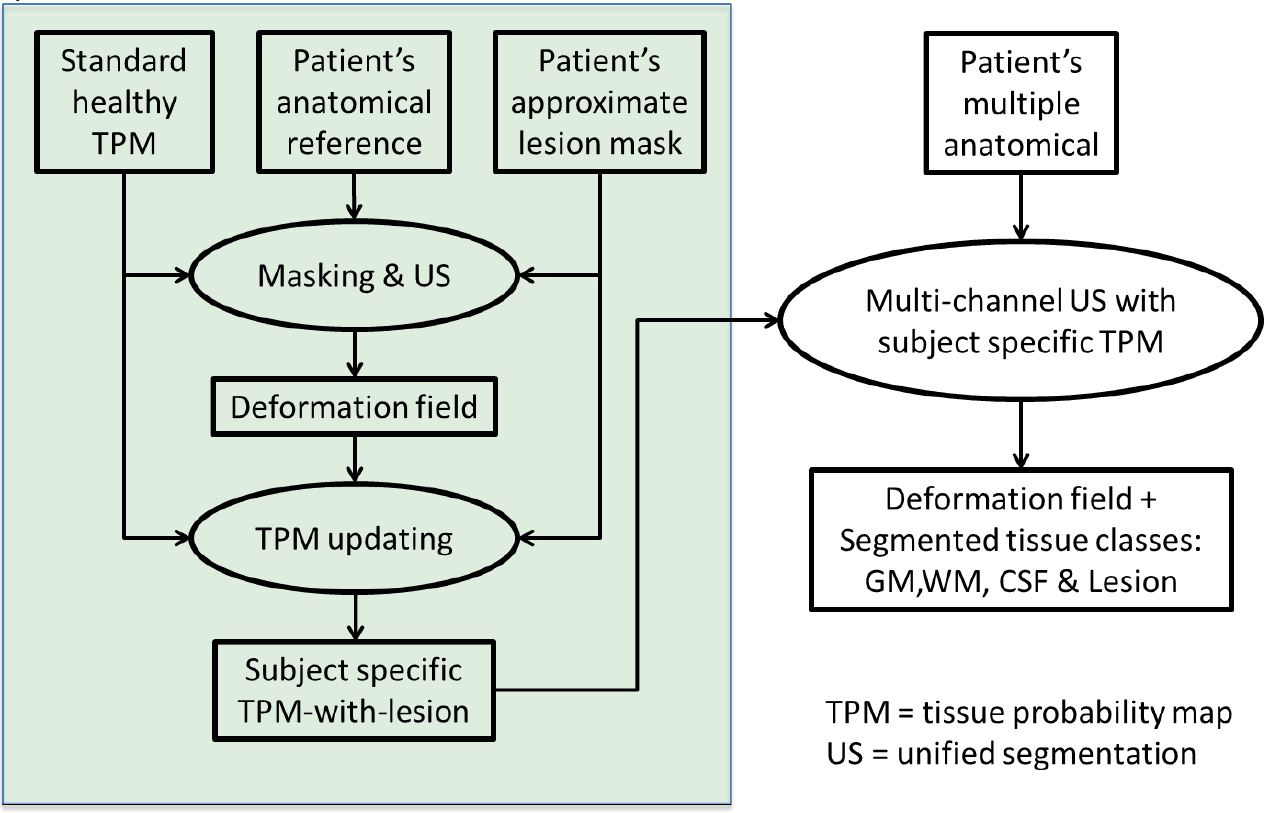 Standard
healthy
TPM
Patient's
anatomical
reference
Patient's
approximate
lesion mask
Masking & US
Deformation field
TPM updating
Subject specific
TPM-with-lesion
Patient's
multiple
anatomical
Multi-channel US with
subject specific TPM
Deformation field +
Segmented tissue classes:
GM,WM, CSF & Lesion
TPM = tissue probability map
US = unified segmentation